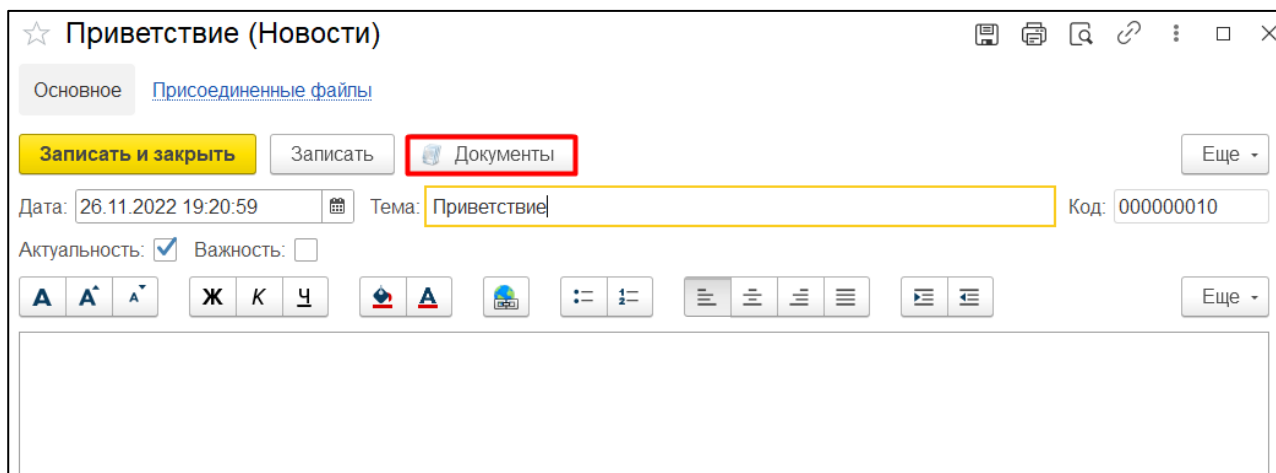 Приветствие (Новости)
Основное Присоединенные файлы
Записать и закрыть Записать Документы Еще
Дата: 26.11.2022 19:20:59 Тема: Приветствие Код: 000000010
Актуальность: Важность:
А А А Ж К Ч А Еще